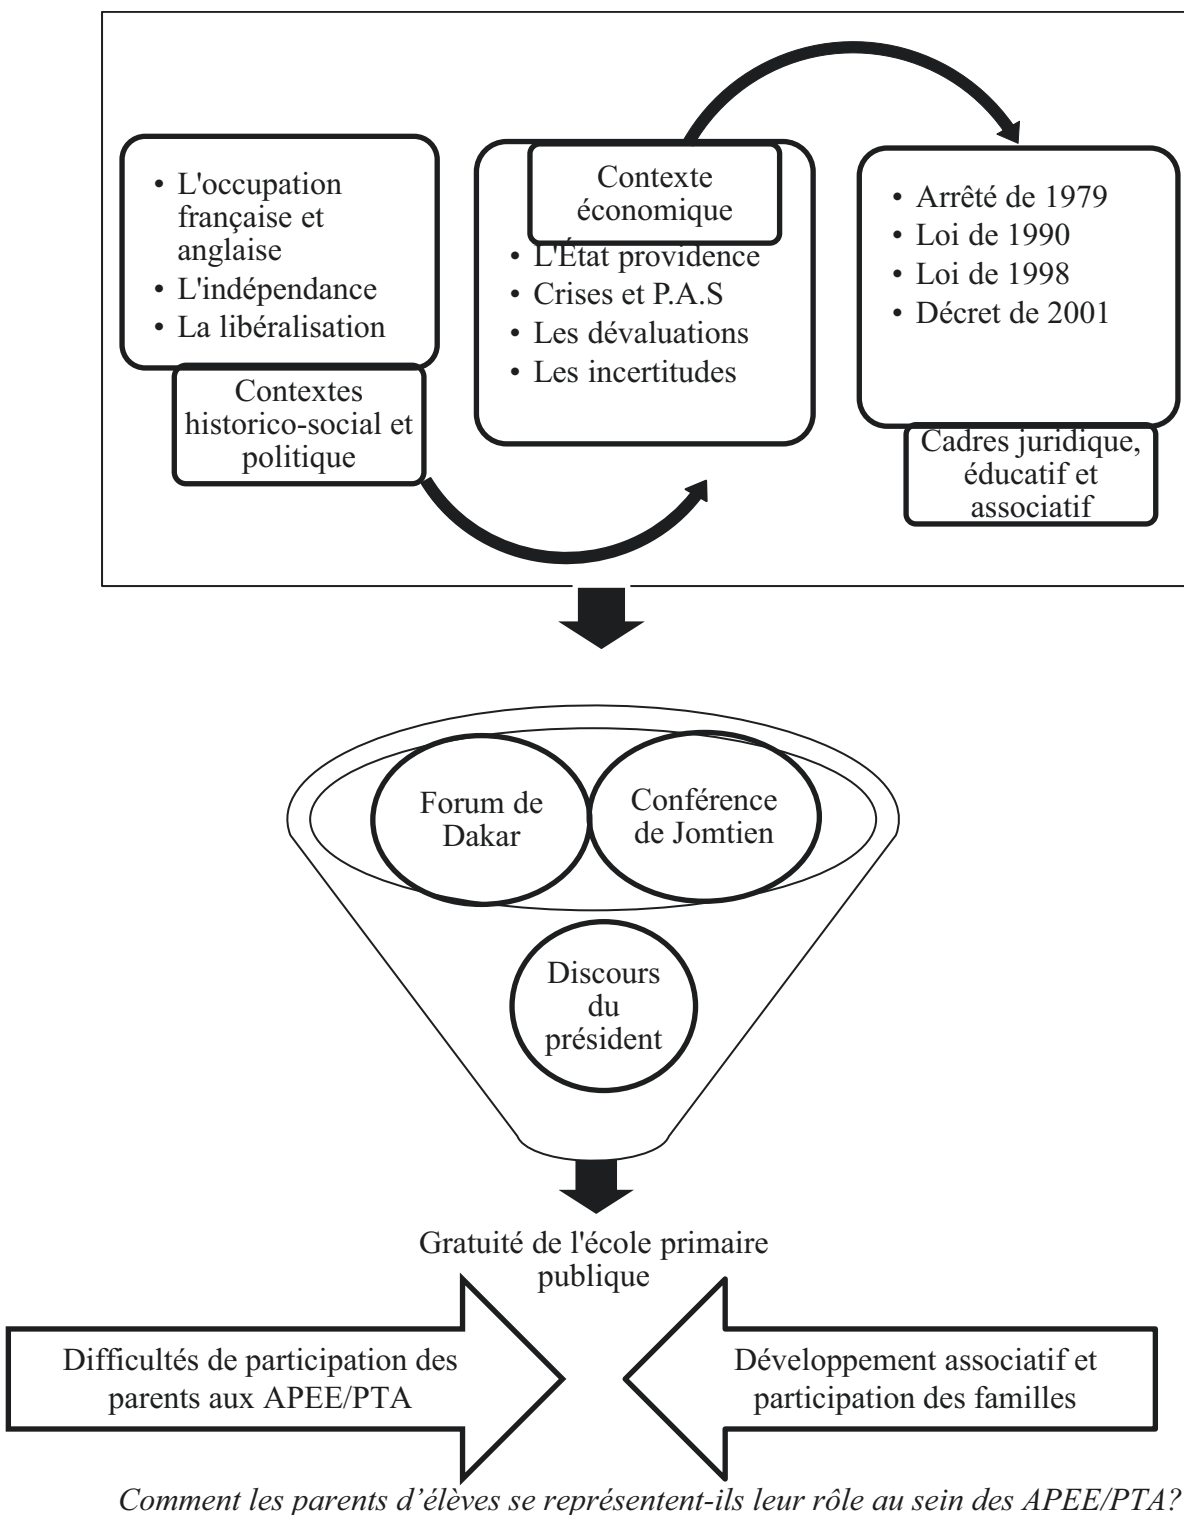 • L'occupation
française et
anglaise
• L'indépendance
• La libéralisation
Contextes
historico-social et
politique
Contexte
économique
• L'État providence
• Crises et P.A.S
• Les dévaluations
• Les incertitudes
• Arrêté de 1979
• Loi de 1990
• Loi de 1998
• Décret de 2001
Cadres juridique,
éducatif et
associatif
Forum de
Dakar
Conférence
de Jomtien
Discours
du
président
Gratuité de l'école primaire
publique
Difficultés de participation des
parents aux APEE/PTA
Développement associatif et
participation des familles
Comment les parents d’élèves se représentent-ils leur rôle au sein des APEE/PTA?